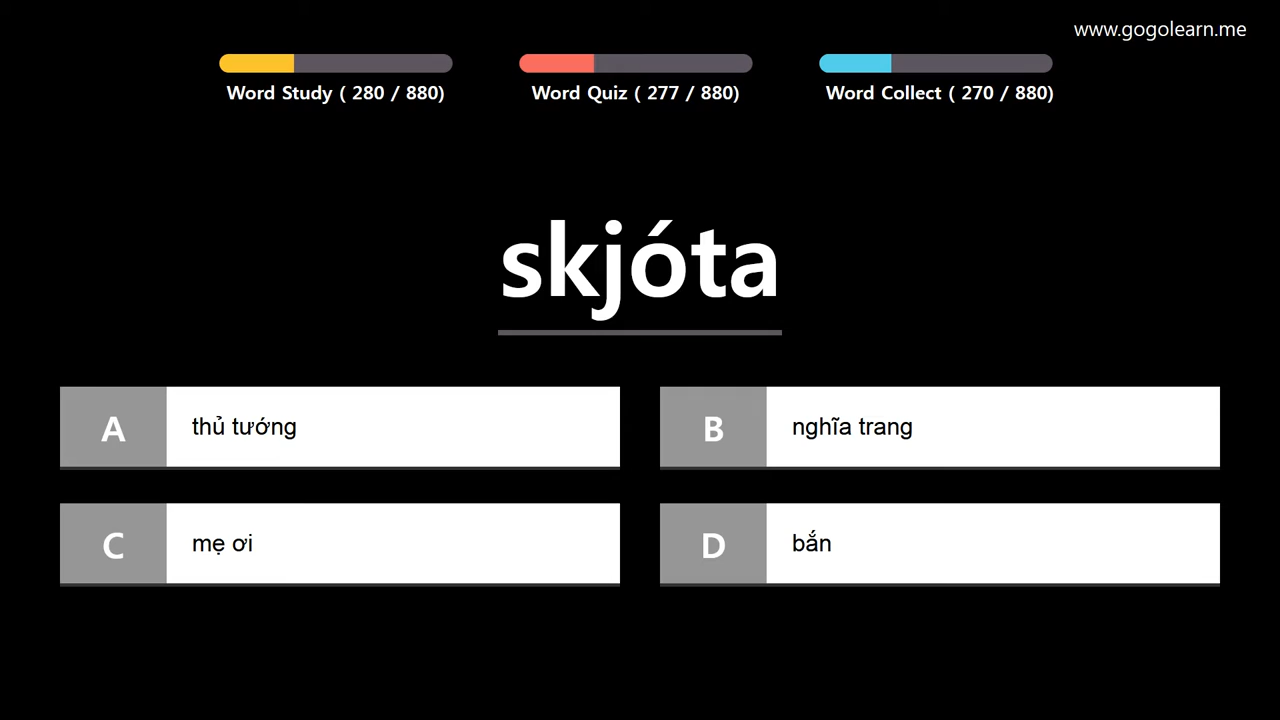 www.gogolearn.me
Word Study ( 280 / 880)
Word Quiz ( 277 / 880)
Word Collect ( 270 / 880)
skjóta
A thủ tướng
B nghĩa trang
C mẹ ơi
D bắn